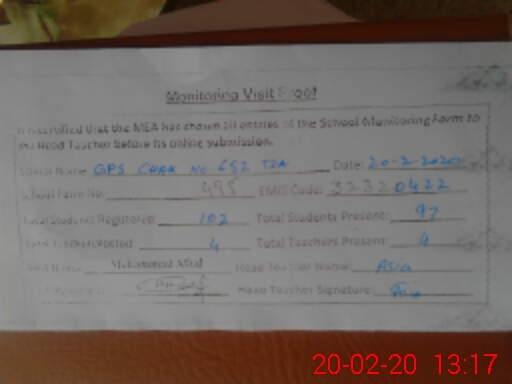 Monitoring Visit Proof
It is certified that the MEA has shown all entries of the School Monitoring Form to
the Head Teacher before its online submission.
School Name GPS CHAK No 652 TDA Date: 20-2-2020
School Form No: 498 EMIS Code: 32320422
Total Students Registered: 102 Total Students Present: 97
Total Teachers Posted: 4 Total Teachers Present: 4
MEA Name: Muhammad Afzal Head Teacher Name: Asia
Head Teacher Signature: Asia
20-02-20 13:17